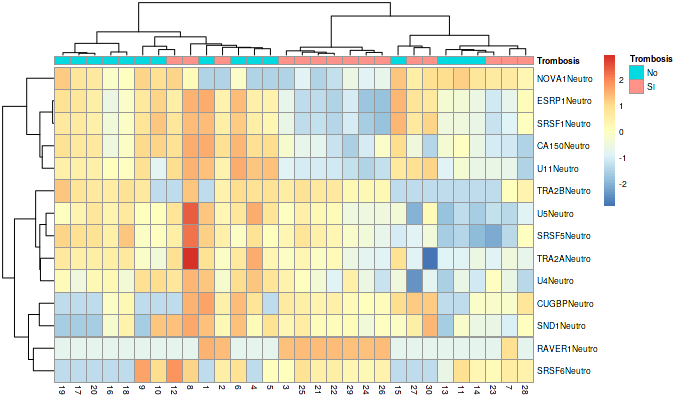 Trombosis
Trombosis
No
SI
2
1
0
-1
-2
NOVA1Neutro
ESRP1Neutro
SRSF1Neutro
CA150Neutro
U11Neutro
TRA2BNeutro
U5Neutro
SRSF5Neutro
TRA2ANeutro
U4Neutro
CUGBPNeutro
SND1Neutro
RAVER1Neutro
SRSF6Neutro
19 17 20 16 18 9 10 12 8 1 2 6 4 5 3 25 21 22 29 24 26 15 27 30 13 11 14 23 7 28